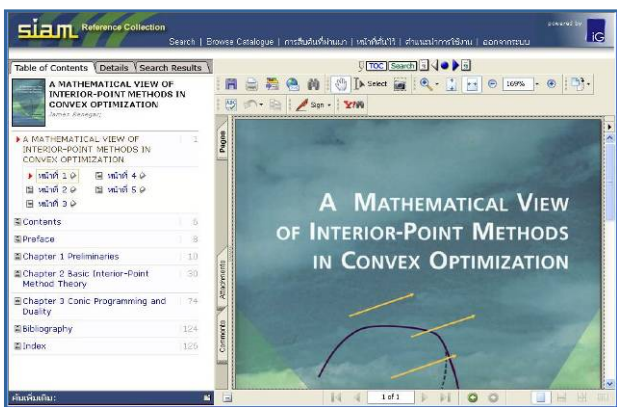 siam Reference Collection
powered by
iG
Search | Browse Catalogue | การสืบค้นที่ผ่านมา | หน้าที่คั่นไว้ | คำแนะนำการใช้งาน | ออกจากระบบ
Table of Contents Details Search Results
TOC Search
A MATHEMATICAL VIEW OF
INTERIOR-POINT METHODS IN
CONVEX OPTIMIZATION
James Renegar;
Select 169%
Sign
A MATHEMATICAL VIEW OF 1
INTERIOR-POINT METHODS IN
CONVEX OPTIMIZATION
หน้าที่ 1 หน้าที่ 4
หน้าที่ 2 หน้าที่ 5
หน้าที่ 3
Contents 6
Preface 8
Chapter 1 Preliminaries 10
Chapter 2 Basic Interior-Point 30
Method Theory
Chapter 3 Conic Programming and 74
Duality
Bibliography 124
Index 126
ค้นเพิ่มเติม:
Pages
Attachments
Comments
A MATHEMATICAL VIEW
OF INTERIOR-POINT METHODS
IN CONVEX OPTIMIZATION
1 of 1